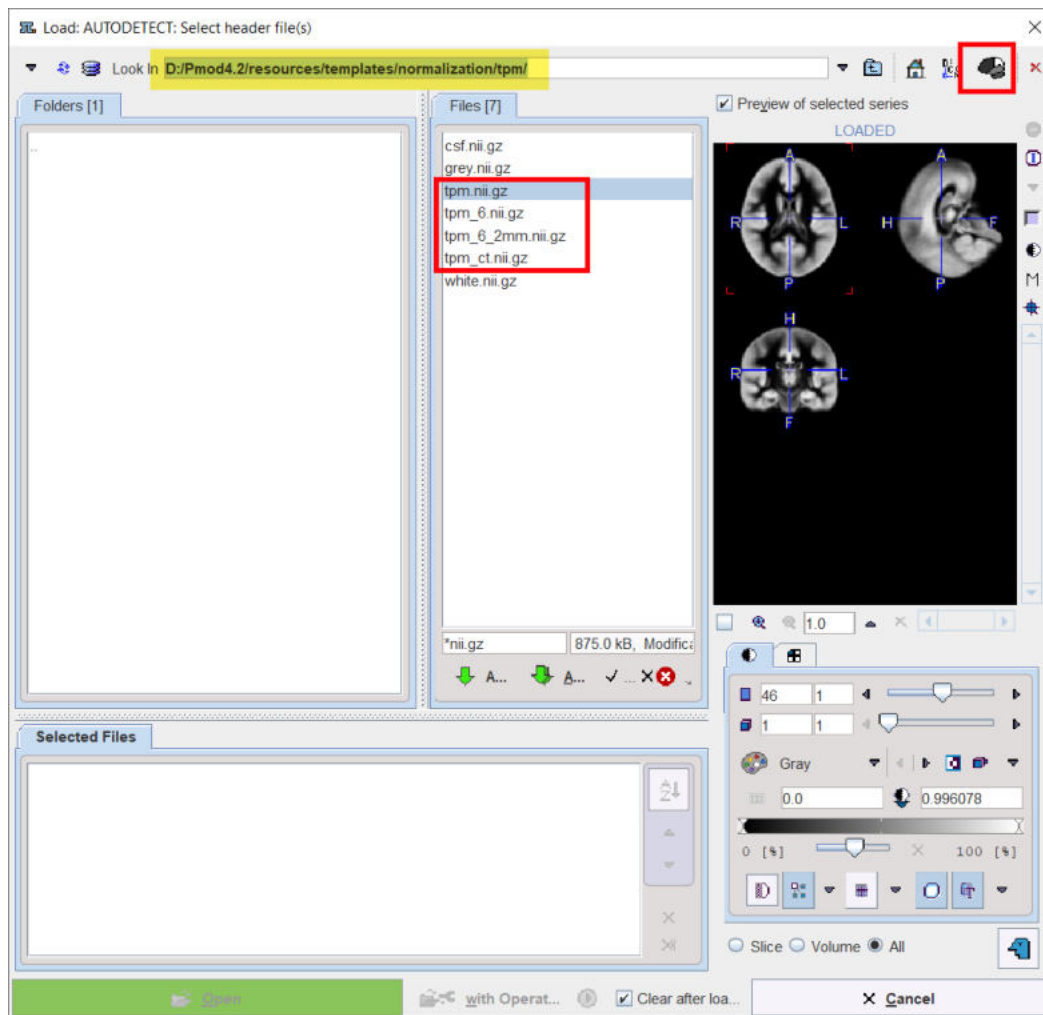 Load: AUTODETECT: Select header file(s)
Look In D:/Pmod4.2/resources/templates/normalization/tpm/
Folders [1]
..
Files [7]
csf.nii.gz
grey.nii.gz
tpm.nii.gz
tpm_6.nii.gz
tpm_6_2mm.nii.gz
tpm_ct.nii.gz
white.nii.gz
*nii.gz
875.0 kB, Modific
A...
A...
...
Preview of selected series
LOADED
A
R
L
P
A
H
F
P
H
R
L
F
M
1.0
46
1
1
1
Gray
0.0
0.996078
0 [%]
100 [%]
Slice
Volume
All
Selected Files
Open
with Operat...
Clear after loa...
Cancel